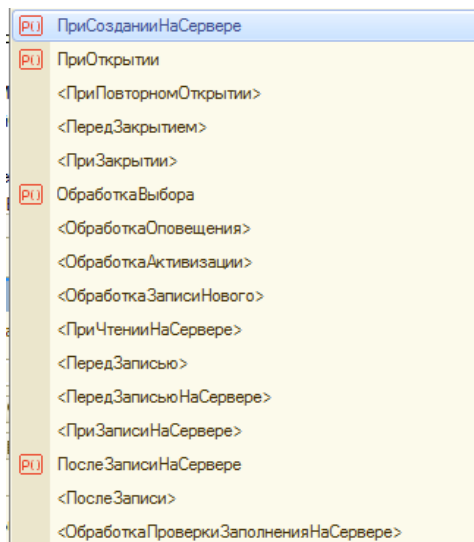 P() ПриСозданииНаСервере
P() ПриОткрытии
<ПриПовторномОткрытии>
<ПередЗакрытием>
<ПриЗакрытии>
P() ОбработкаВыбора
<ОбработкаОповещения>
<ОбработкаАктивизации>
<ОбработкаЗаписиНового>
<ПриЧтенииНаСервере>
<ПередЗаписью>
<ПередЗаписьюНаСервере>
<ПриЗаписиНаСервере>
P() ПослеЗаписиНаСервере
<ПослеЗаписи>
<ОбработкаПроверкиЗаполненияНаСервере>